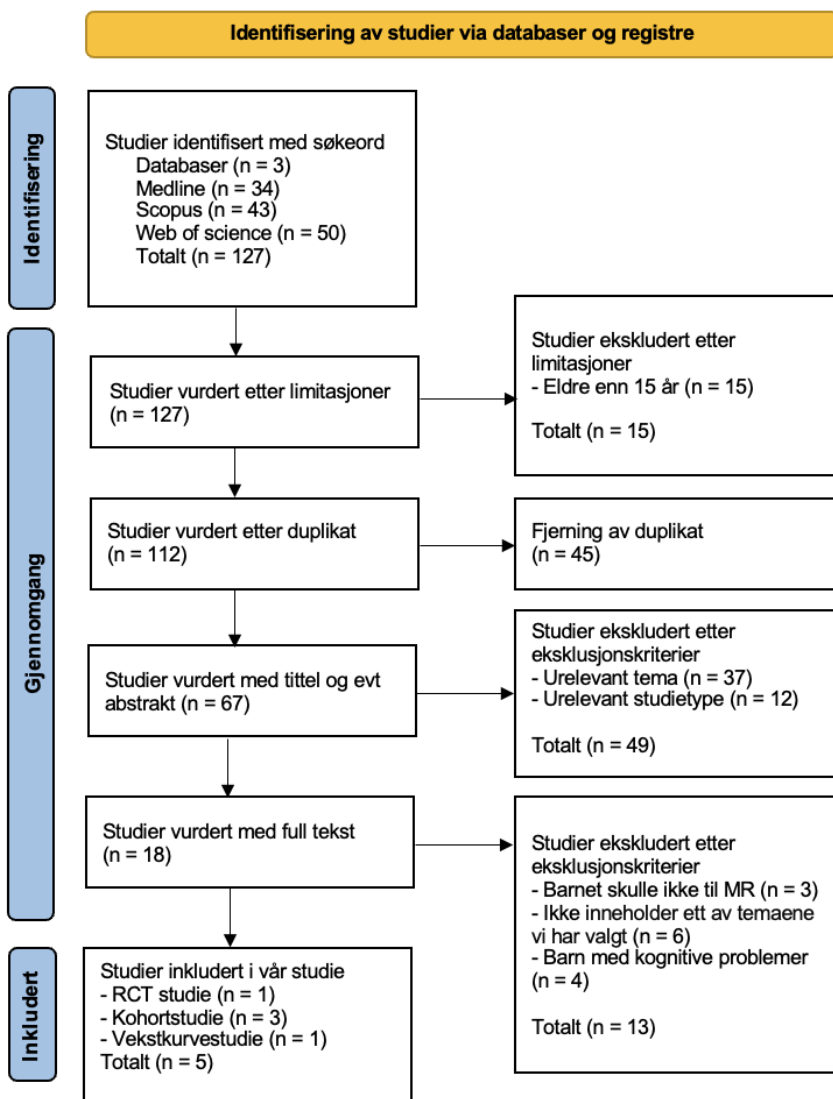 Identifisering av studier via databaser og registre
Identifisering
Studier identifisert med søkeord
Databaser (n = 3)
Medline (n = 34)
Scopus (n = 43)
Web of science (n = 50)
Totalt (n = 127)
Gjennomgang
Studier vurdert etter limitasjoner
(n = 127)
Studier ekskludert etter
limitasjoner
- Eldre enn 15 år (n = 15)
Totalt (n = 15)
Studier vurdert etter duplikat
(n = 112)
Fjerning av duplikat
(n = 45)
Studier vurdert med tittel og evt
abstrakt (n = 67)
Studier ekskludert etter
eksklusjonskriterier
- Urelevant tema (n = 37)
- Urelevant studietype (n = 12)
Totalt (n = 49)
Studier vurdert med full tekst
(n = 18)
Studier ekskludert etter
eksklusjonskriterier
- Barnet skulle ikke til MR (n = 3)
- Ikke inneholder ett av temaene
vi har valgt (n = 6)
- Barn med kognitive problemer
(n = 4)
Totalt (n = 13)
Inkludert
Studier inkludert i vår studie
- RCT studie (n = 1)
- Kohortstudie (n = 3)
- Vekstkurvestudie (n = 1)
Totalt (n = 5)